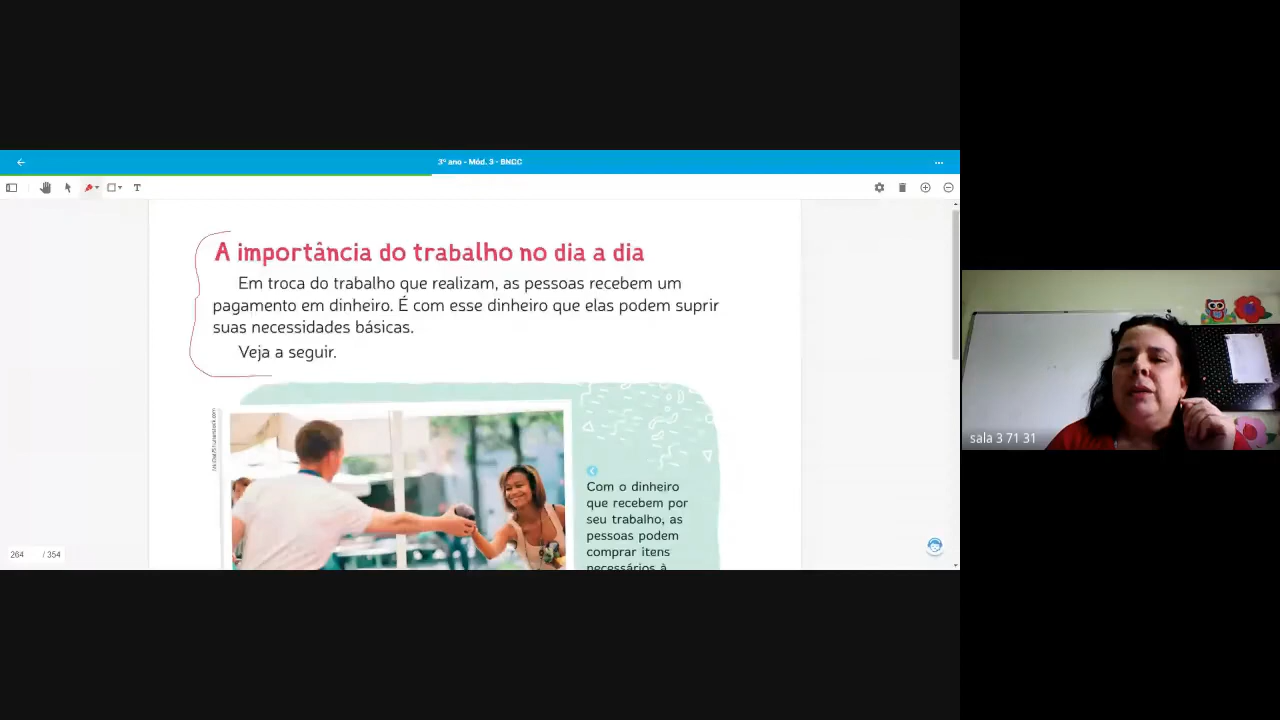 3º ano - Mód. 3 - BNCC
T
A importância do trabalho no dia a dia
Em troca do trabalho que realizam, as pessoas recebem um
pagamento em dinheiro. É com esse dinheiro que elas podem suprir
suas necessidades básicas.
Veja a seguir.
Com o dinheiro
que recebem por
seu trabalho, as
pessoas podem
comprar itens
necessários à
264 / 354
sala 3 71 31